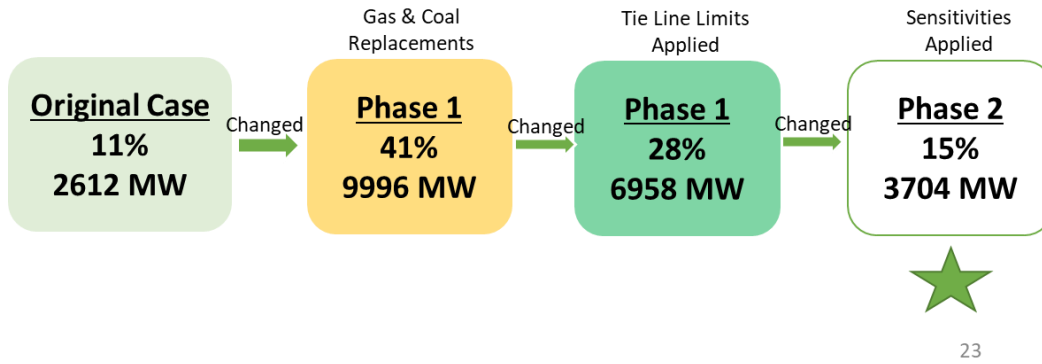 Gas & Coal
Replacements
Tie Line Limits
Applied
Sensitivities
Applied
Original Case
11%
2612 MW
Changed
Phase 1
41%
9996 MW
Changed
Phase 1
28%
6958 MW
Changed
Phase 2
15%
3704 MW
23